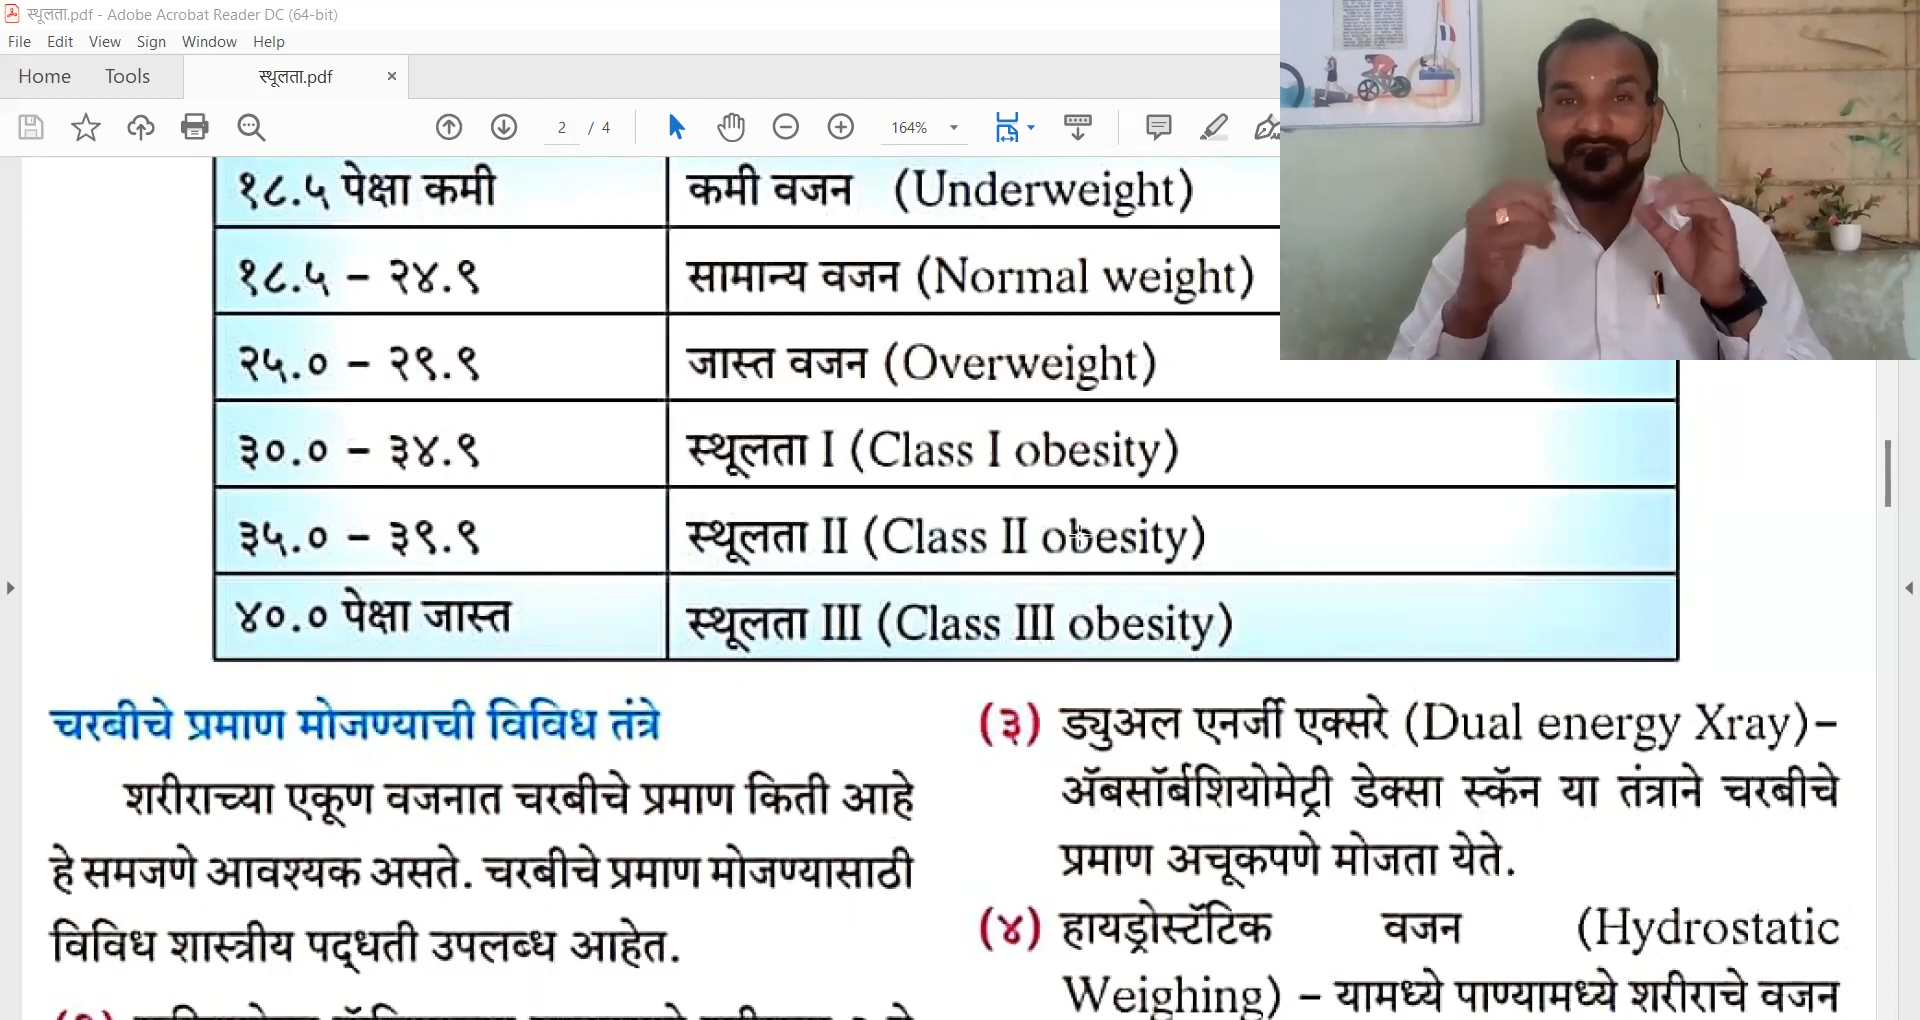 स्थूलता.pdf - Adobe Acrobat Reader DC (64-bit)
File Edit View Sign Window Help
Home Tools स्थूलता.pdf ×
2 / 4 164%
१८.५ पेक्षा कमी कमी वजन (Underweight)
१८.५ – २४.९ सामान्य वजन (Normal weight)
२५.० – २९.९ जास्त वजन (Overweight)
३०.० – ३४.९ स्थूलता I (Class I obesity)
३५.० – ३९.९ स्थूलता II (Class II obesity)
४०.० पेक्षा जास्त स्थूलता III (Class III obesity)
चरबीचे प्रमाण मोजण्याची विविध तंत्रे
शरीराच्या एकूण वजनात चरबीचे प्रमाण किती आहे
हे समजणे आवश्यक असते. चरबीचे प्रमाण मोजण्यासाठी
विविध शास्त्रीय पद्धती उपलब्ध आहेत.
(३) ड्युअल एनर्जी एक्सरे (Dual energy Xray)–
ॲबसॉर्बशियोमेट्री डेक्सा स्कॅन या तंत्राने चरबीचे
प्रमाण अचूकपणे मोजता येते.
(४) हायड्रोस्टॅटिक वजन (Hydrostatic
Weighing) – यामध्ये पाण्यामध्ये शरीराचे वजन